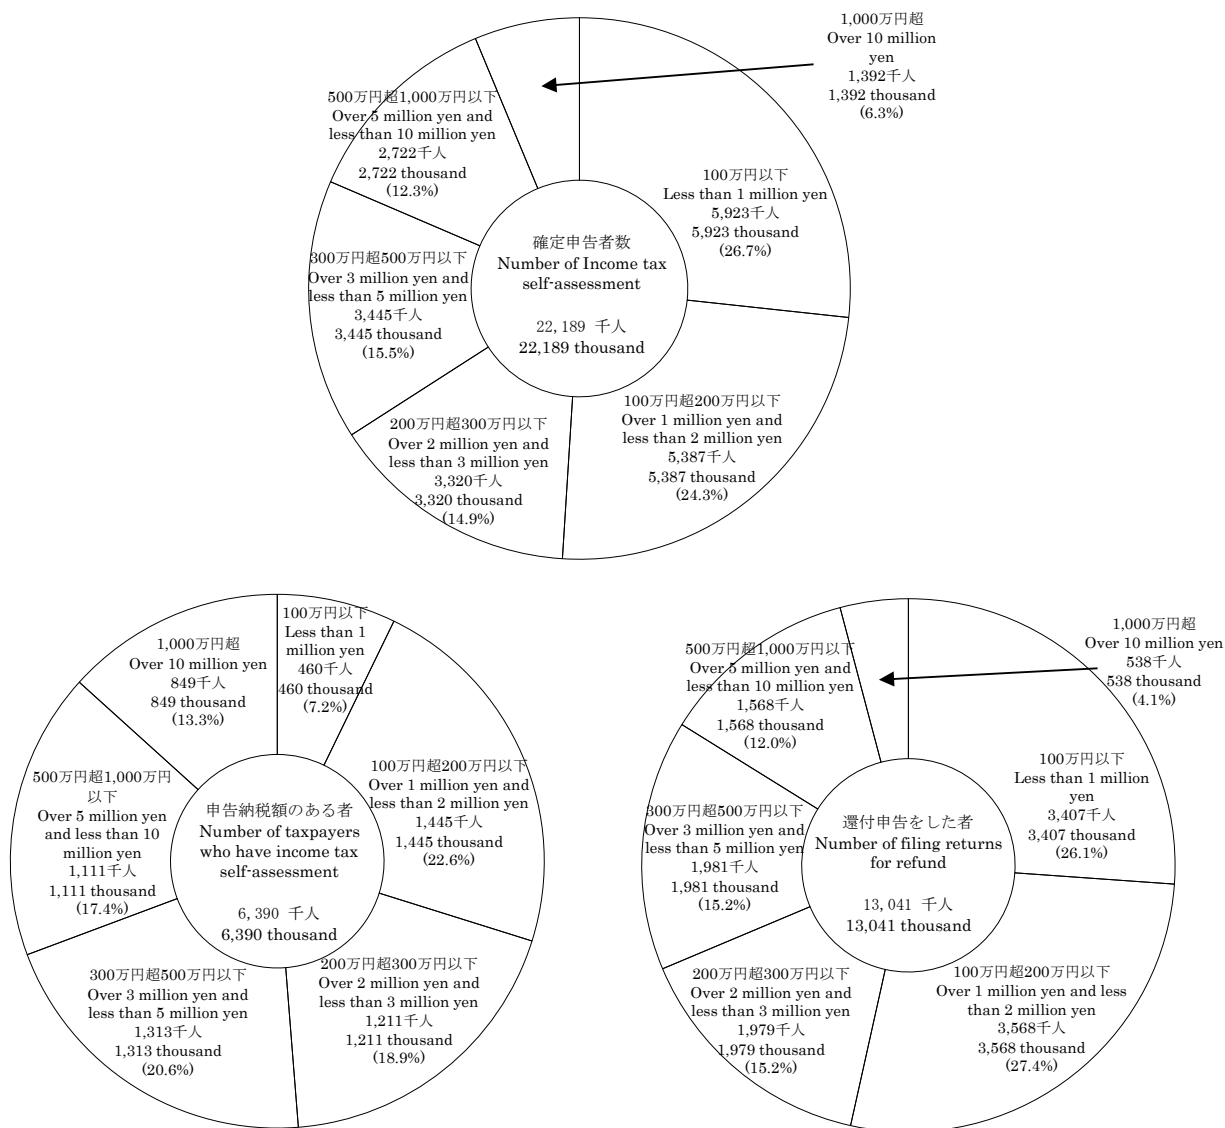 1,000万円超
Over 10 million
yen
1,392千人
1,392 thousand
(6.3%)
500万円超1,000万円以下
Over 5 million yen and
less than 10 million yen
2,722千人
2,722 thousand
(12.3%)
100万円以下
Less than 1 million yen
5,923千人
5,923 thousand
(26.7%)
確定申告者数
Number of Income tax
self-assessment
22,189 千人
22,189 thousand
300万円超500万円以下
Over 3 million yen and
less than 5 million yen
3,445千人
3,445 thousand
(15.5%)
100万円超200万円以下
Over 1 million yen and
less than 2 million yen
5,387千人
5,387 thousand
(24.3%)
200万円超300万円以下
Over 2 million yen and
less than 3 million yen
3,320千人
3,320 thousand
(14.9%)
100万円以下
Less than 1
million yen
460千人
460 thousand
(7.2%)
1,000万円超
Over 10 million yen
849千人
849 thousand
(13.3%)
100万円超200万円以下
Over 1 million yen and
less than 2 million yen
1,445千人
1,445 thousand
(22.6%)
500万円超1,000万円
以下
Over 5 million yen
and less than 10
million yen
1,111千人
1,111 thousand
(17.4%)
申告納税額のある者
Number of taxpayers
who have income tax
self-assessment
6,390 千人
6,390 thousand
200万円超300万円以下
Over 2 million yen and
less than 3 million yen
1,211千人
1,211 thousand
(18.9%)
300万円超500万円以下
Over 3 million yen and
less than 5 million yen
1,313千人
1,313 thousand
(20.6%)
1,000万円超
Over 10 million yen
538千人
538 thousand
(4.1%)
500万円超1,000万円以下
Over 5 million yen and
less than 10 million yen
1,568千人
1,568 thousand
(12.0%)
100万円以下
Less than 1 million
yen
3,407千人
3,407 thousand
(26.1%)
300万円超500万円以下
Over 3 million yen and
less than 5 million yen
1,981千人
1,981 thousand
(15.2%)
還付申告をした者
Number of filing returns
for refund
13,041 千人
13,041 thousand
200万円超300万円以下
Over 2 million yen and
less than 3 million yen
1,979千人
1,979 thousand
(15.2%)
100万円超200万円以下
Over 1 million yen and less
than 2 million yen
3,568千人
3,568 thousand
(27.4%)